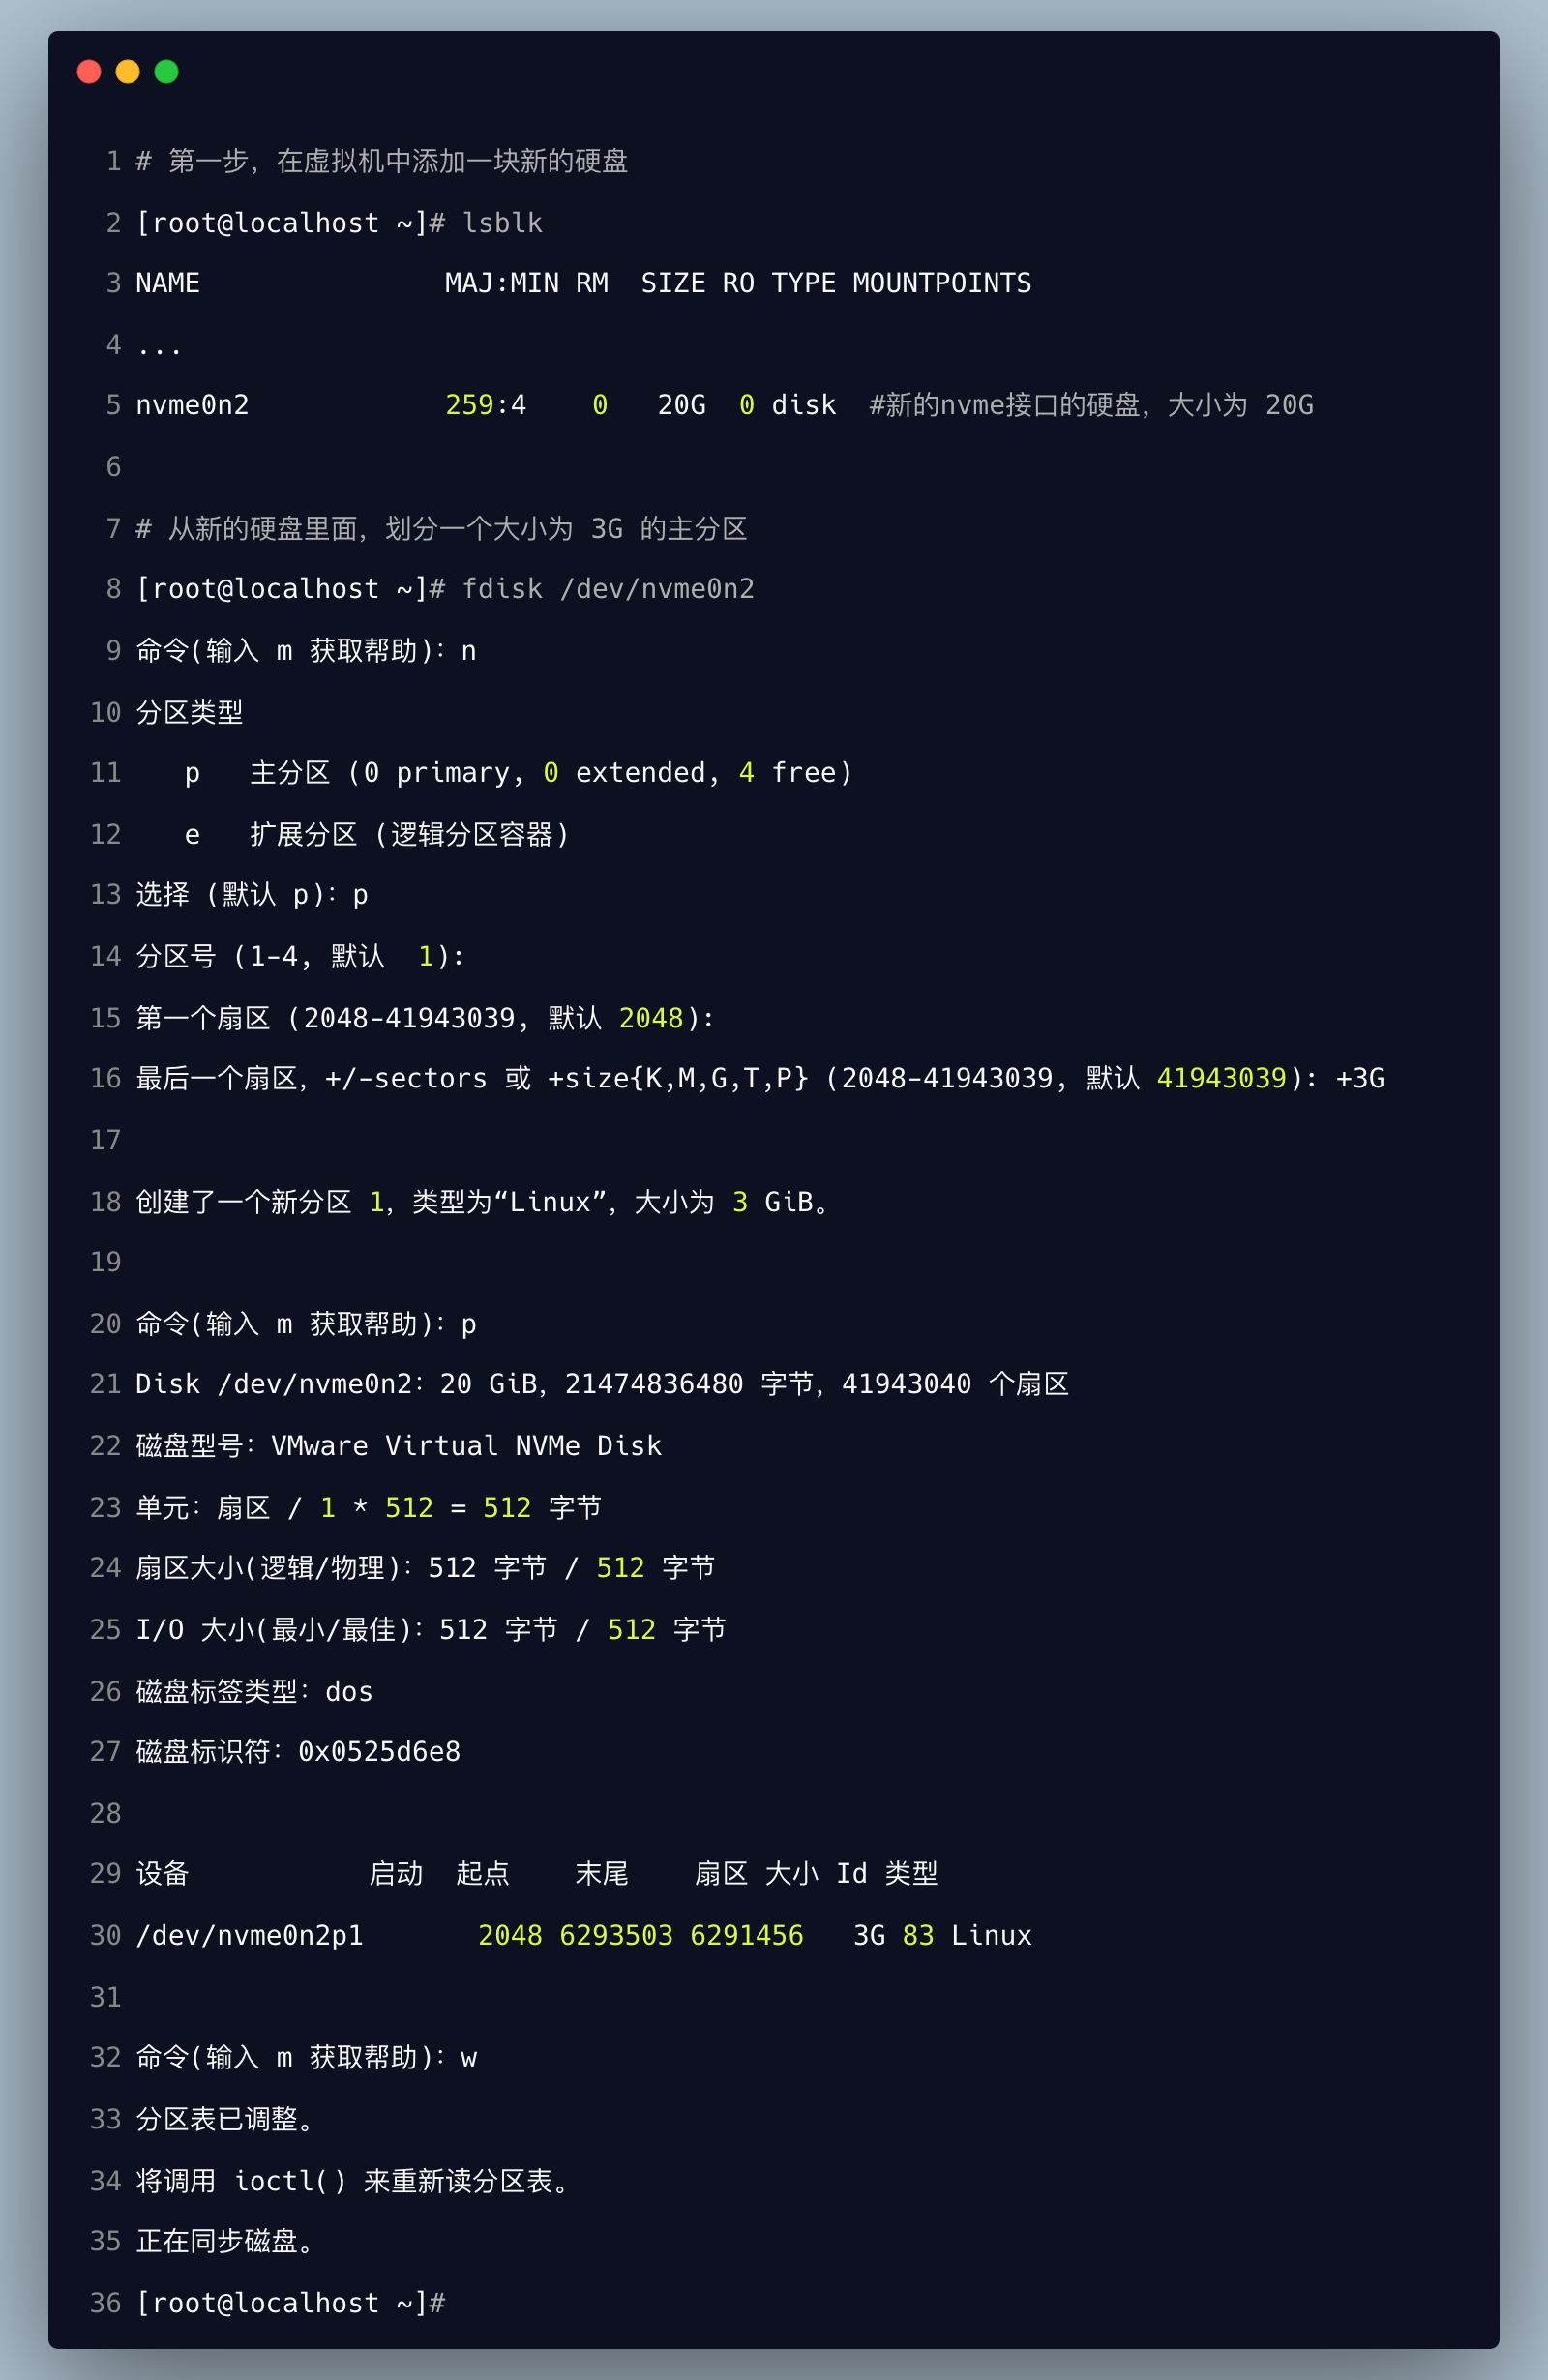 1 # 第一步，在虚拟机中添加一块新的硬盘
2 [root@localhost ~]# lsblk
3 NAME               MAJ:MIN RM  SIZE RO TYPE MOUNTPOINTS
4 ...
5 nvme0n2            259:4    0   20G  0 disk  #新的nvme接口的硬盘，大小为 20G
6
7 # 从新的硬盘里面，划分一个大小为 3G 的主分区
8 [root@localhost ~]# fdisk /dev/nvme0n2
9 命令(输入 m 获取帮助)：n
10 分区类型
11    p   主分区 (0 primary, 0 extended, 4 free)
12    e   扩展分区 (逻辑分区容器)
13 选择 (默认 p)：p
14 分区号 (1-4, 默认  1):
15 第一个扇区 (2048-41943039, 默认 2048):
16 最后一个扇区，+/-sectors 或 +size{K,M,G,T,P} (2048-41943039, 默认 41943039): +3G
17
18 创建了一个新分区 1，类型为“Linux”，大小为 3 GiB。
19
20 命令(输入 m 获取帮助)：p
21 Disk /dev/nvme0n2：20 GiB，21474836480 字节，41943040 个扇区
22 磁盘型号：VMware Virtual NVMe Disk
23 单元：扇区 / 1 * 512 = 512 字节
24 扇区大小(逻辑/物理)：512 字节 / 512 字节
25 I/O 大小(最小/最佳)：512 字节 / 512 字节
26 磁盘标签类型：dos
27 磁盘标识符：0x0525d6e8
28
29 设备           启动  起点    末尾    扇区 大小 Id 类型
30 /dev/nvme0n2p1       2048 6293503 6291456   3G 83 Linux
31
32 命令(输入 m 获取帮助)：w
33 分区表已调整。
34 将调用 ioctl() 来重新读分区表。
35 正在同步磁盘。
36 [root@localhost ~]#